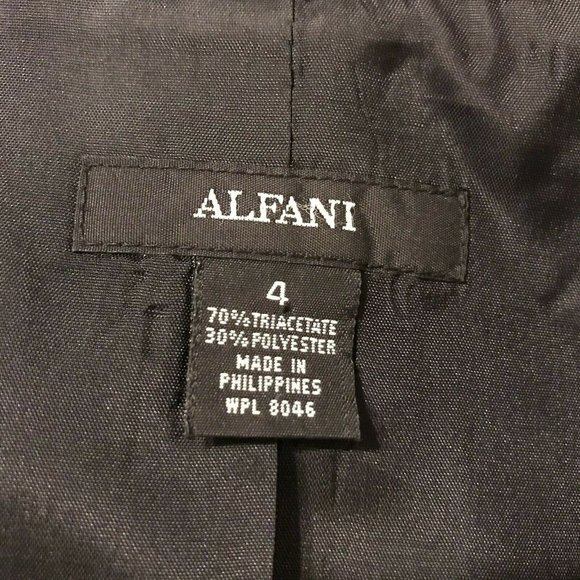 ALFANI
4
70% TRIACETATE
30% POLYESTER
MADE IN
PHILIPPINES
WPL 8046